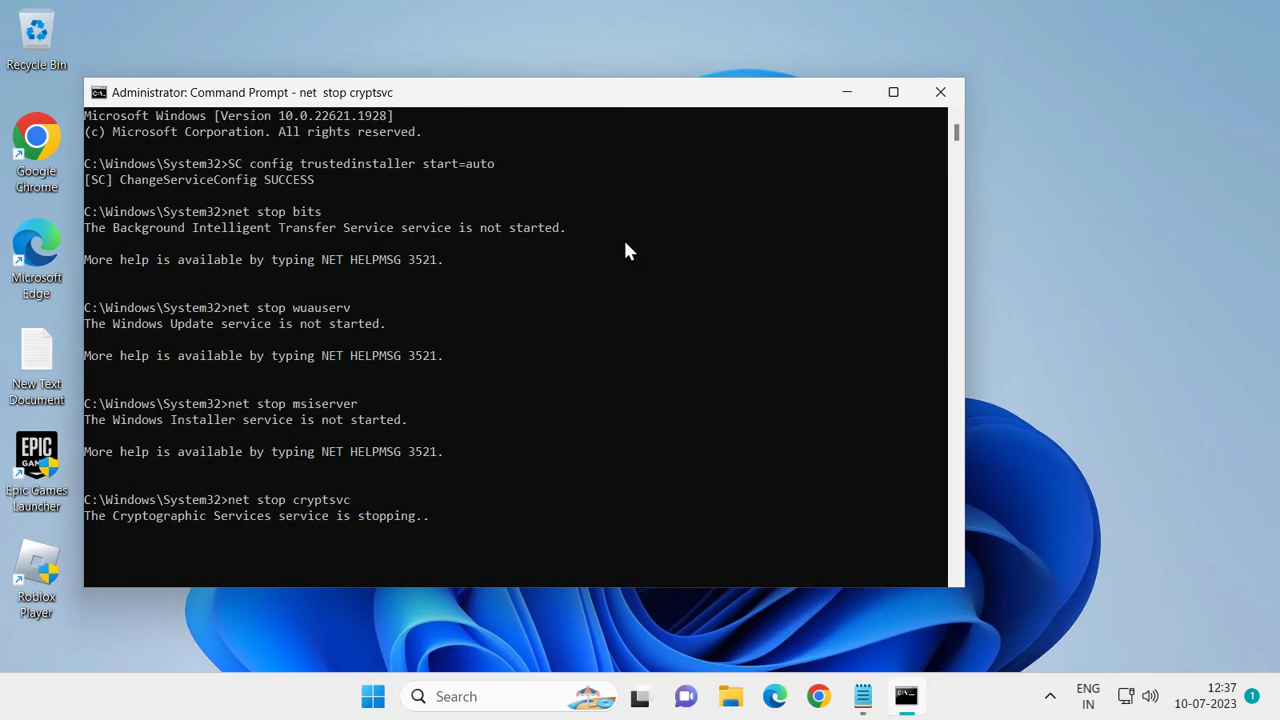 Recycle Bin
Google
Chrome
Microsoft
Edge
New Text
Document
EPIC
GAMES
Epic Games
Launcher
Roblox
Player
Administrator: Command Prompt - net  stop cryptsvc
Microsoft Windows [Version 10.0.22621.1928]
(c) Microsoft Corporation. All rights reserved.
C:\Windows\System32>SC config trustedinstaller start=auto
[SC] ChangeServiceConfig SUCCESS
C:\Windows\System32>net stop bits
The Background Intelligent Transfer Service service is not started.
More help is available by typing NET HELPMSG 3521.
C:\Windows\System32>net stop wuauserv
The Windows Update service is not started.
More help is available by typing NET HELPMSG 3521.
C:\Windows\System32>net stop msiserver
The Windows Installer service is not started.
More help is available by typing NET HELPMSG 3521.
C:\Windows\System32>net stop cryptsvc
The Cryptographic Services service is stopping..
Search
ENG
IN
12:37
10-07-2023
1